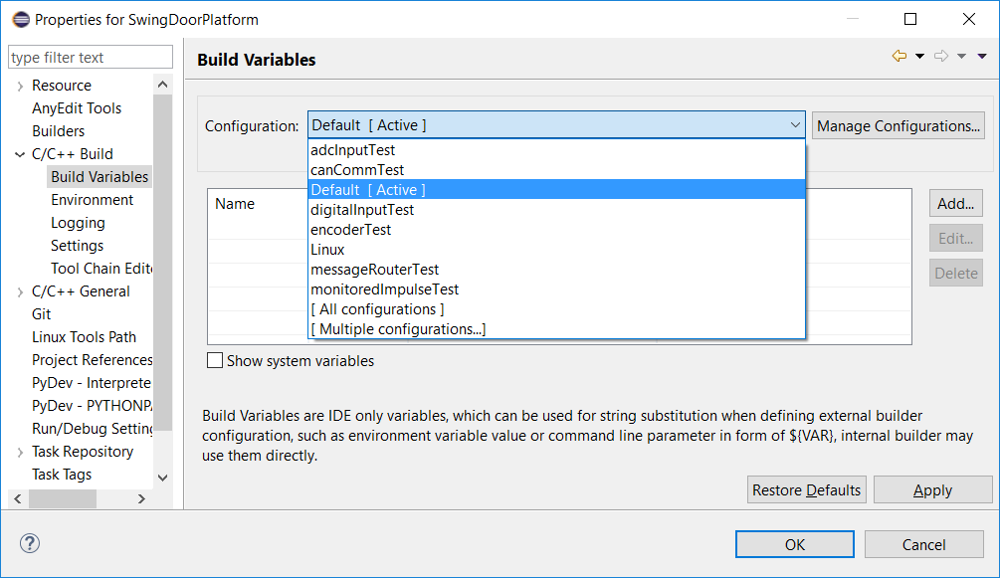 Properties for SwingDoorPlatform
type filter text
Resource
AnyEdit Tools
Builders
C/C++ Build
Build Variables
Environment
Logging
Settings
Tool Chain Edit
C/C++ General
Git
Linux Tools Path
Project References
PyDev - Interprete
PyDev - PYTHONPA
Run/Debug Setting
Task Repository
Task Tags
Build Variables
Configuration: Default [ Active ] Manage Configurations...
adcInputTest
canCommTest
Default [ Active ]
digitalInputTest
encoderTest
Linux
messageRouterTest
monitoredImpulseTest
[ All configurations ]
[ Multiple configurations...]
Name
Add...
Edit...
Delete
Show system variables
Build Variables are IDE only variables, which can be used for string substitution when defining external builder
configuration, such as environment variable value or command line parameter in form of ${VAR}, internal builder may
use them directly.
Restore Defaults Apply
?
OK Cancel